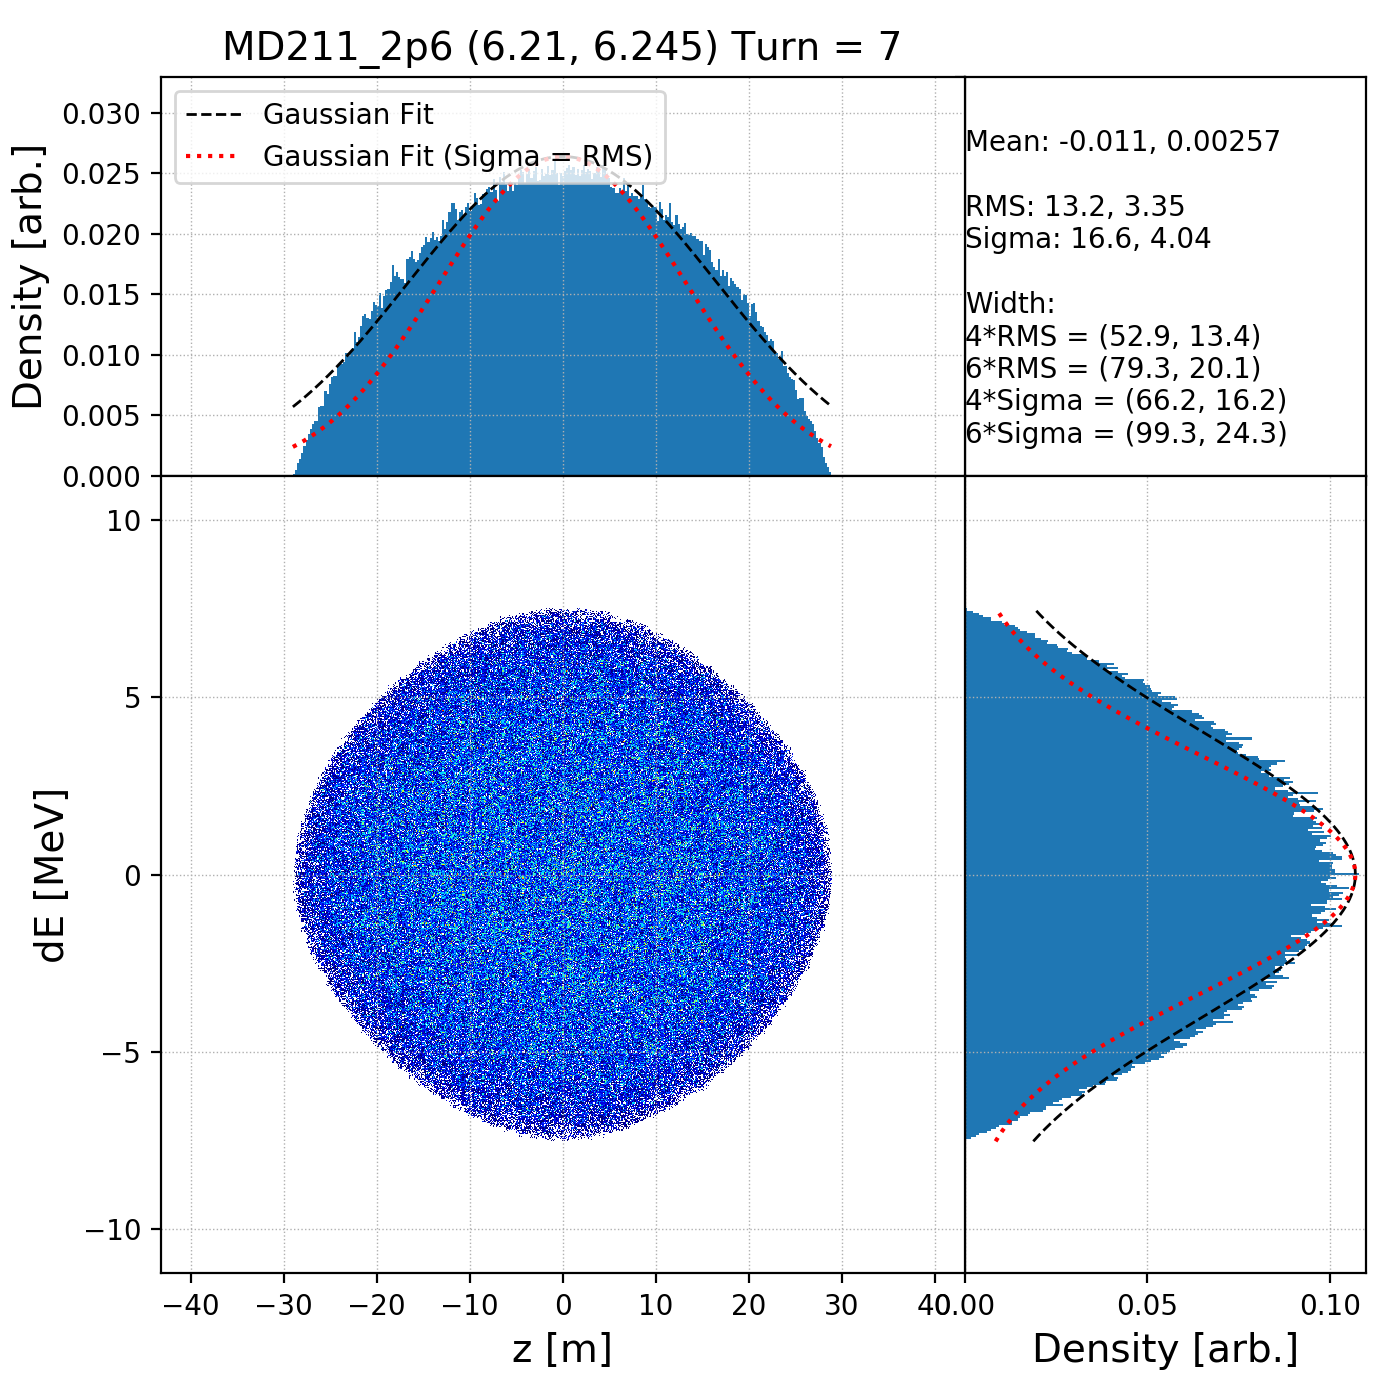 MD211_2p6 (6.21, 6.245) Turn = 7
Gaussian Fit
Gaussian Fit (Sigma = RMS)
Density [arb.]
0.030
0.025
0.020
0.015
0.010
0.005
0.000
Mean: -0.011, 0.00257
RMS: 13.2, 3.35
Sigma: 16.6, 4.04
Width:
4*RMS = (52.9, 13.4)
6*RMS = (79.3, 20.1)
4*Sigma = (66.2, 16.2)
6*Sigma = (99.3, 24.3)
dE [MeV]
10
5
0
−5
−10
−40 −30 −20 −10 0 10 20 30 40
z [m]
0.00 0.05 0.10
Density [arb.]